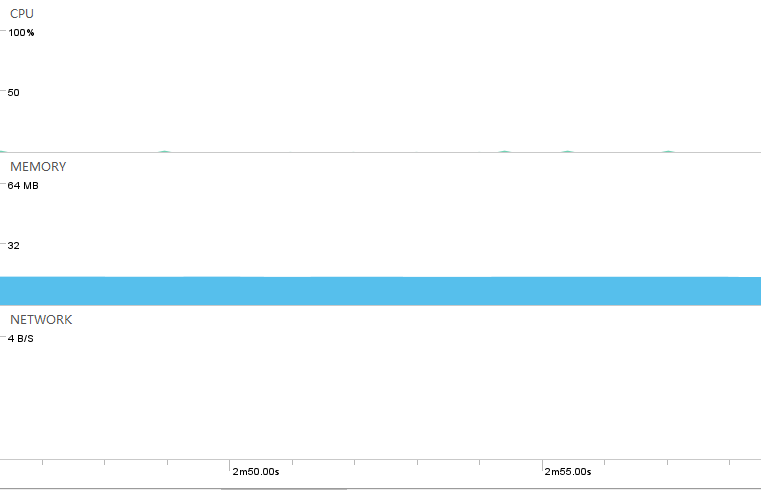 CPU
100%
50
MEMORY
64 MB
32
NETWORK
4 B/S
2m50.00s 2m55.00s